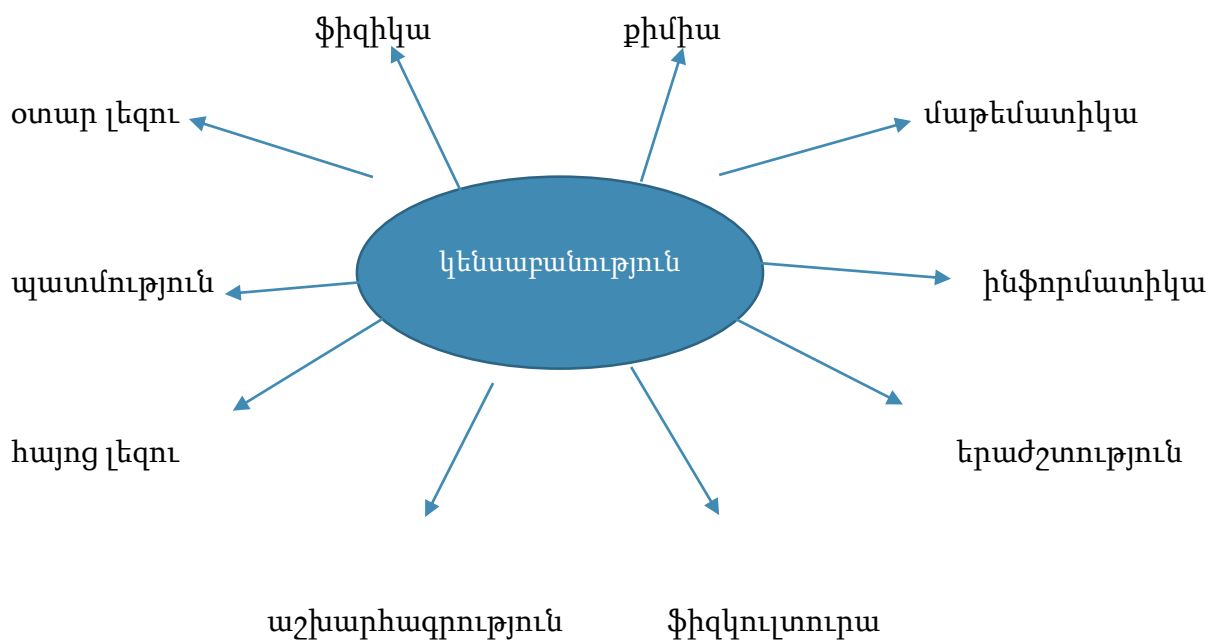 ֆիզիկա քիմիա
օտար լեզու մաթեմատիկա
կենսաբանություն
պատմություն ինֆորմատիկա
հայոց լեզու երաժշտություն
աշխարհագրություն ֆիզկուլտուրա